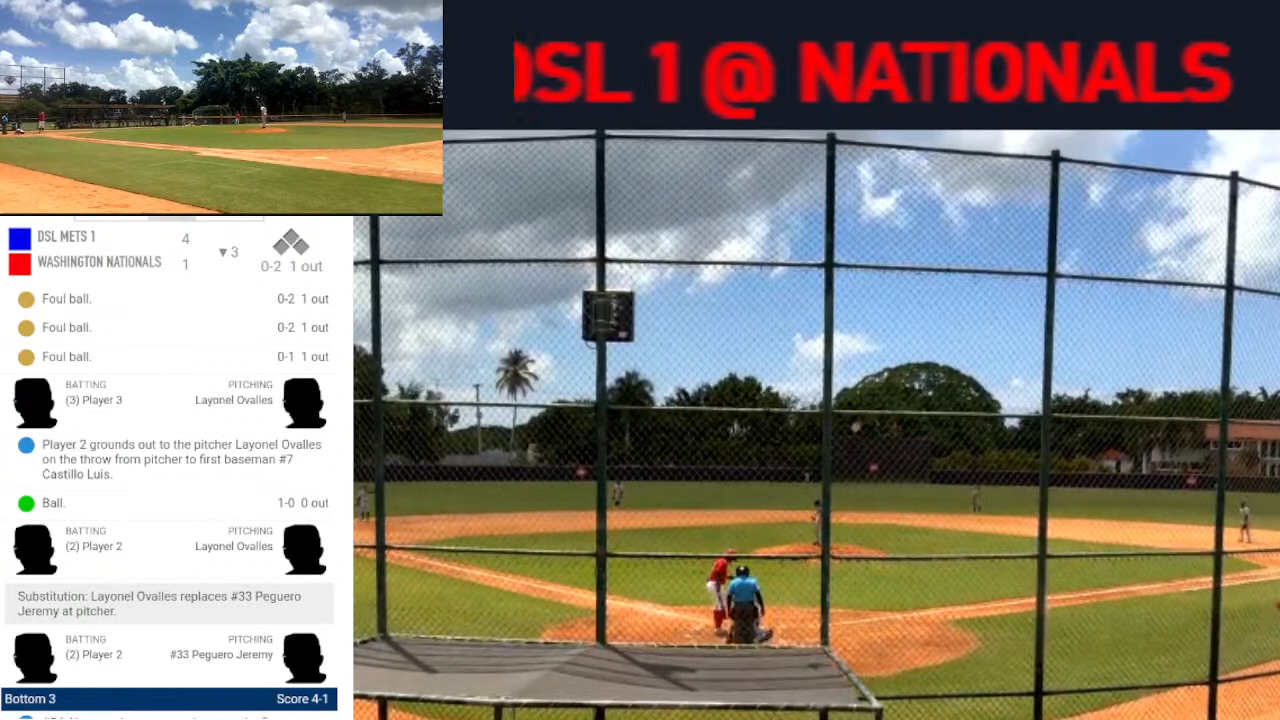 DSL 1 @ NATIONALS
DSL METS 1 4
WASHINGTON NATIONALS 1
▼3
0-2 1 out
Foul ball. 0-2 1 out
Foul ball. 0-2 1 out
Foul ball. 0-1 1 out
BATTING PITCHING
(3) Player 3 Layonel Ovalles
Player 2 grounds out to the pitcher Layonel Ovalles
on the throw from pitcher to first baseman #7
Castillo Luis.
Ball. 1-0 0 out
BATTING PITCHING
(2) Player 2 Layonel Ovalles
Substitution: Layonel Ovalles replaces #33 Peguero
Jeremy at pitcher.
BATTING PITCHING
(2) Player 2 #33 Peguero Jeremy
Bottom 3 Score 4-1